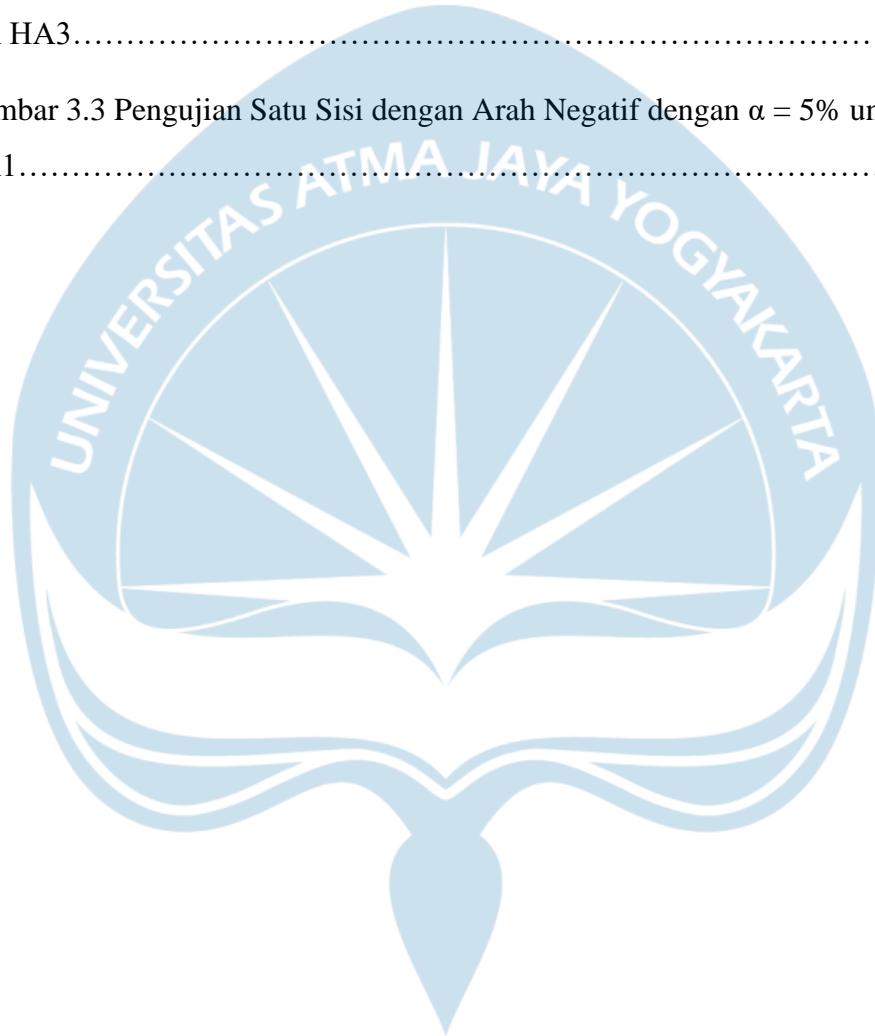 HA3……………………………………………………………………………
mbar 3.3 Pengujian Satu Sisi dengan Arah Negatif dengan α = 5% un
1……………………………………………………………………………
UNIVERSITAS ATMA JAYA YOGYAKARTA